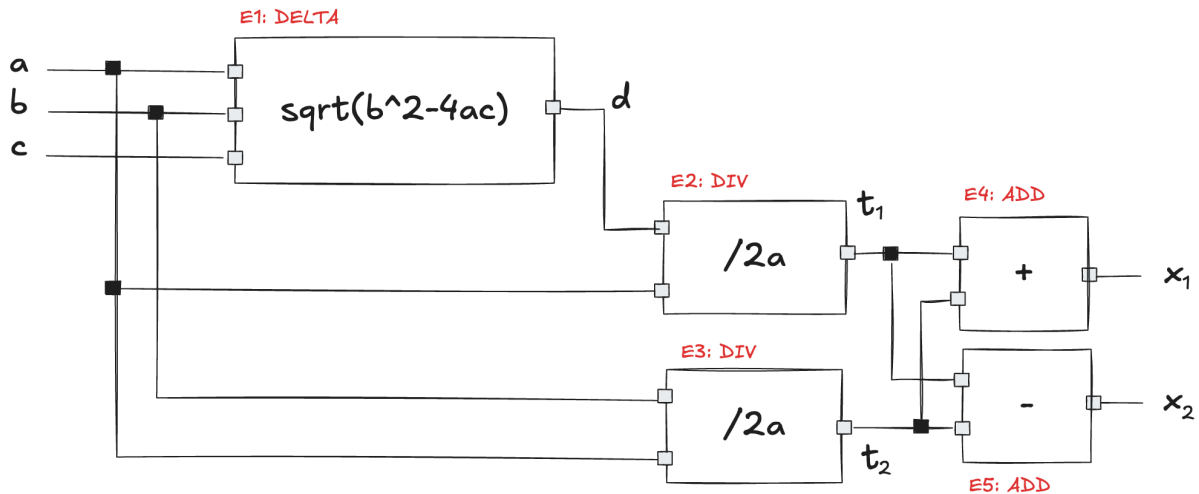 E1: DELTA
a
b
c
sqrt(b^2-4ac)
d
E2: DIV
/2a
t1
E4: ADD
+
x1
E3: DIV
/2a
t2
-
x2
E5: ADD